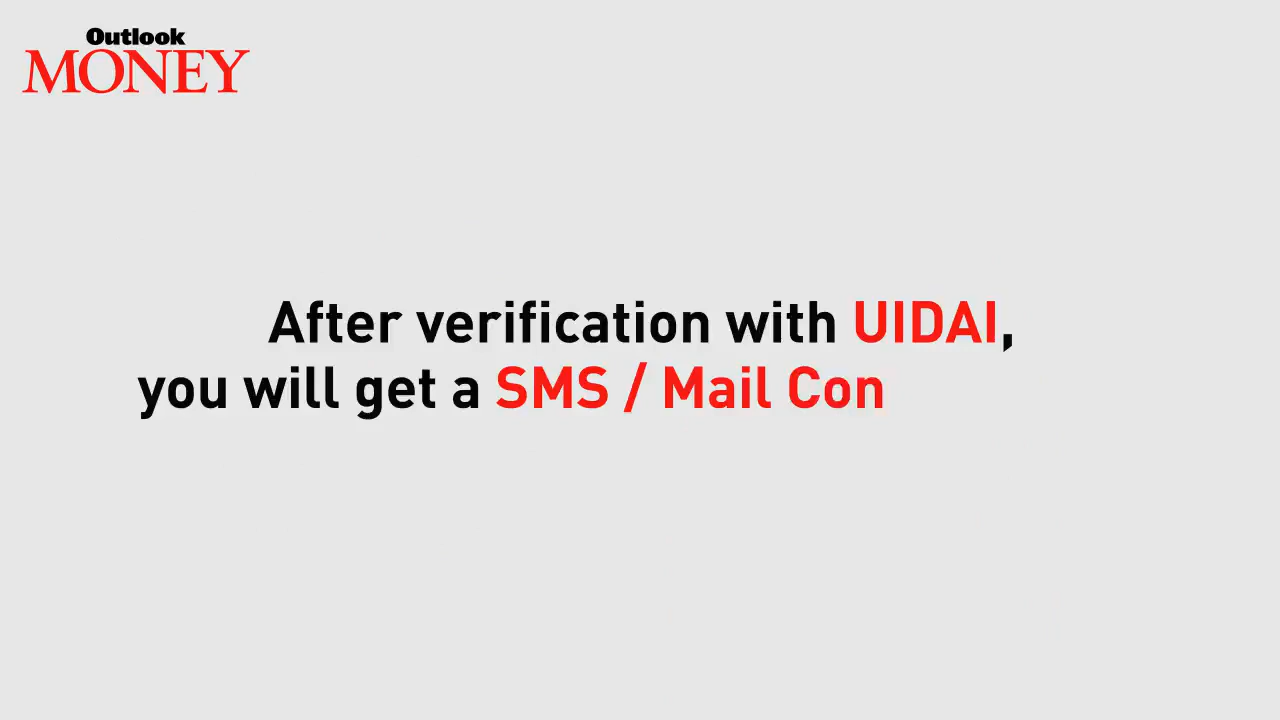 Outlook
MONEY
After verification with UIDAI,
you will get a SMS / Mail Con